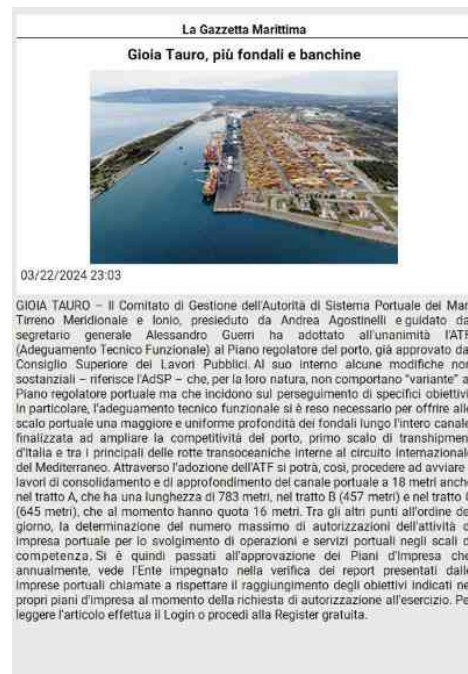 La Gazzetta Marittima
Gioia Tauro, più fondali e banchine
03/22/2024 23:03
GIOIA TAURO – Il Comitato di Gestione dell'Autorità di Sistema Portuale dei Mar
Tirreno Meridionale e Ionio, presieduto da Andrea Agostinelli e guidato da
segretario generale Alessandro Guerri ha adottato all'unanimità l'ATF
(Adeguamento Tecnico Funzionale) al Piano regolatore del porto, già approvato da
Consiglio Superiore dei Lavori Pubblici. Al suo interno alcune modifiche non
sostanziali – riferisce l'AdSP – che, per la loro natura, non comportano "variante" a
Piano regolatore portuale ma che incidono sul perseguimento di specifici obiettivi
In particolare, l'adeguamento tecnico funzionale si è reso necessario per offrire allo
scalo portuale una maggiore e uniforme profondità dei fondali lungo l'intero canale
finalizzata ad ampliare la competitività del porto, primo scalo di transhipmen
d'Italia e tra i principali delle rotte transoceaniche interne al circuito internazionale
del Mediterraneo. Attraverso l'adozione dell'ATF si potrà, così, procedere ad avviare
lavori di consolidamento e di approfondimento del canale portuale a 18 metri anche
nel tratto A, che ha una lunghezza di 783 metri, nel tratto B (457 metri) e nel tratto
(645 metri), che al momento hanno quota 16 metri. Tra gli altri punti all'ordine de
giorno, la determinazione del numero massimo di autorizzazioni dell'attività d
impresa portuale per lo svolgimento di operazioni e servizi portuali negli scali d
competenza. Si è quindi passati all'approvazione dei Piani d'Impresa che
annualmente, vede l'Ente impegnato nella verifica dei report presentati dalle
imprese portuali chiamate a rispettare il raggiungimento degli obiettivi indicati ne
propri piani d'impresa al momento della richiesta di autorizzazione all'esercizio. Pe
leggere l'articolo effettua il Login o procedi alla Register gratuita.